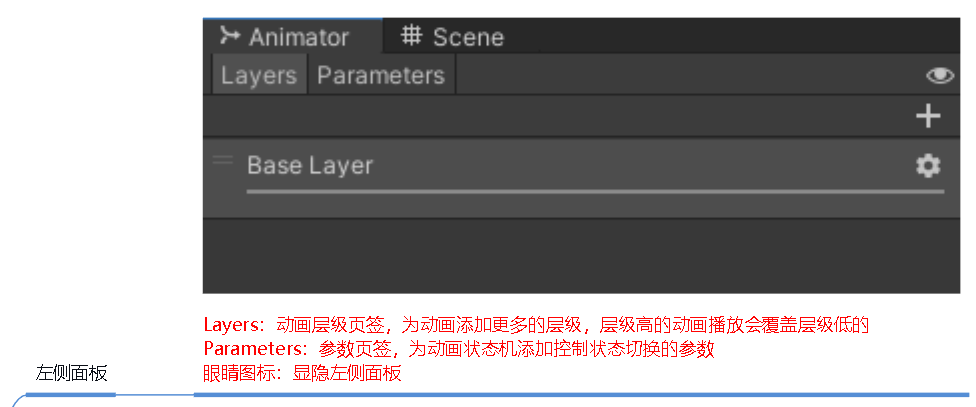 Animator
Scene
Layers
Parameters
Base Layer
Layers：动画层级页签，为动画添加更多的层级，层级高的动画播放会覆盖层级低的
Parameters：参数页签，为动画状态机添加控制状态切换的参数
眼睛图标：显隐左侧面板
左侧面板